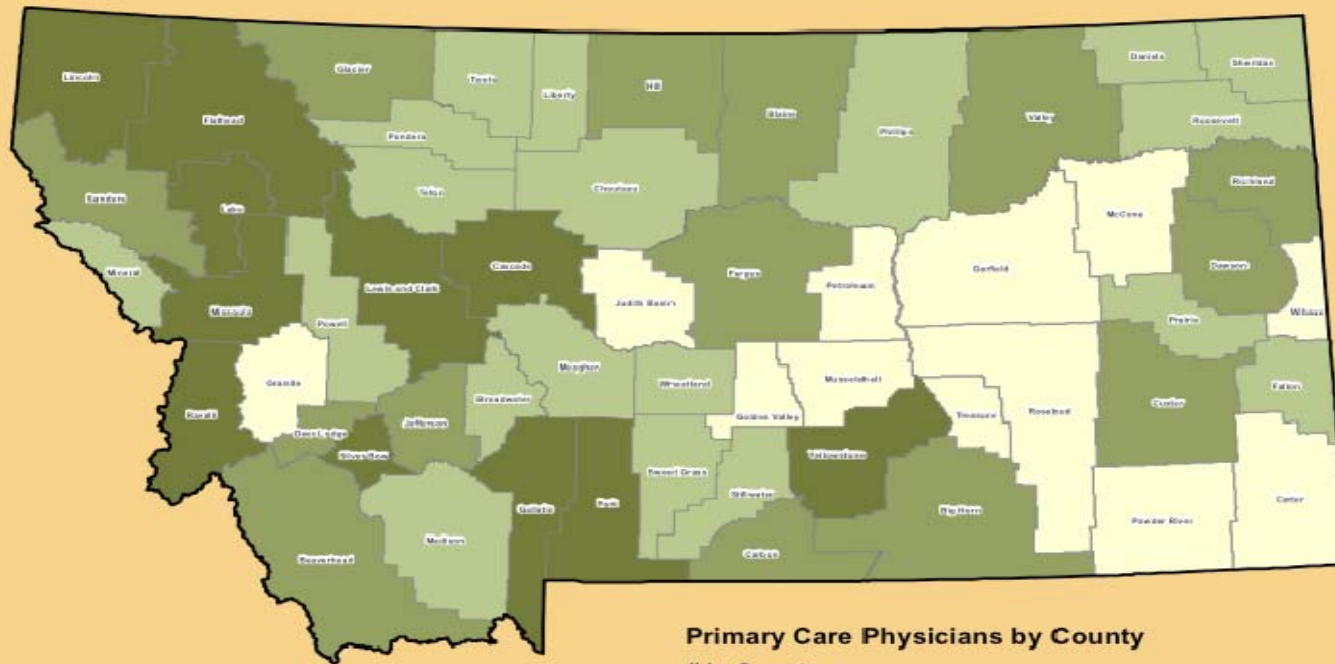 Lincoln
Flathead
Glacier
Toole
Liberty
Hill
Blaine
Phillips
Valley
Daniels
Sheridan
Roosevelt
Pondera
Teton
Chouteau
Sanders
Lake
Mineral
Missoula
Powell
Lewis and Clark
Cascade
Judith Basin
Fergus
Petroleum
Garfield
McCone
Richland
Dawson
Prairie
Wibaux
Granite
Ravalli
Deer Lodge
Silver Bow
Jefferson
Broadwater
Meagher
Wheatland
Golden Valley
Musselshell
Treasure
Rosebud
Custer
Fallon
Beaverhead
Madison
Gallatin
Park
Sweet Grass
Stillwater
Carbon
Yellowstone
Big Horn
Powder River
Carter
Primary Care Physicians by County